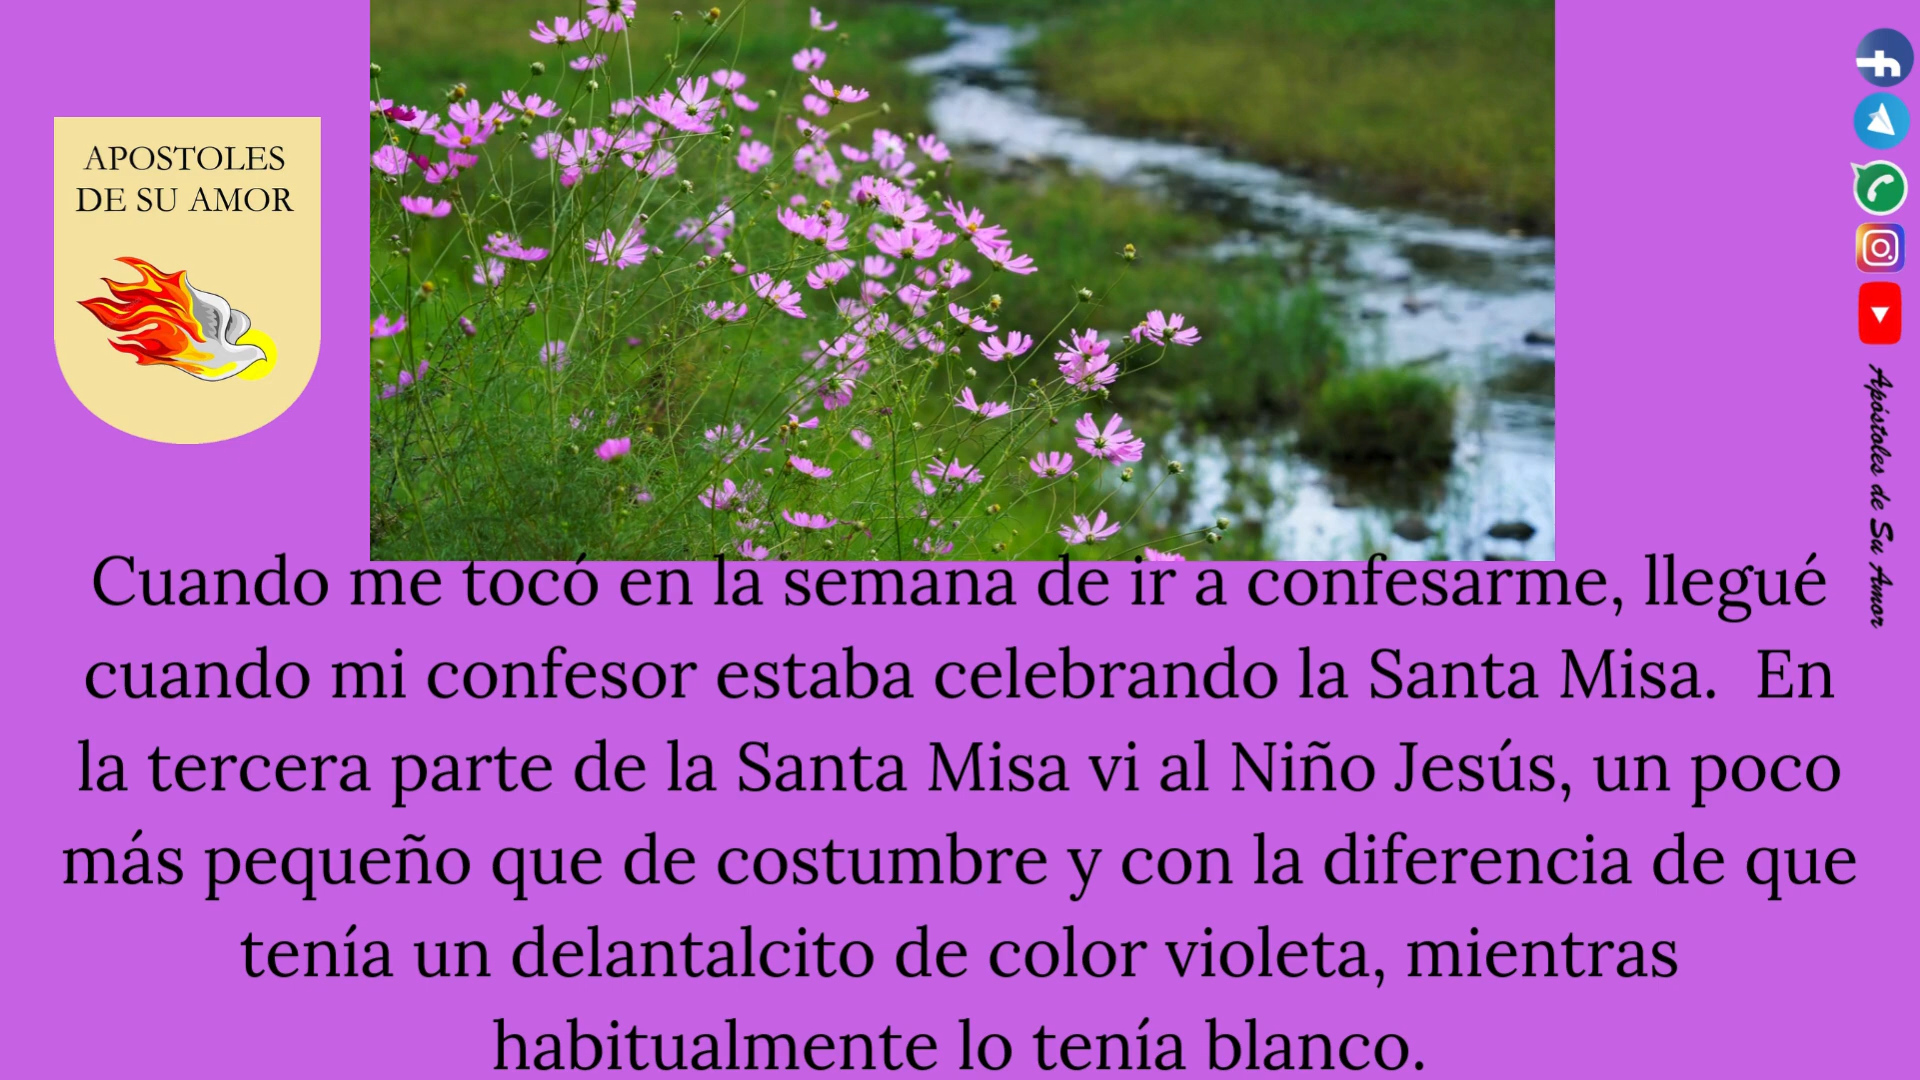 APOSTOLES
DE SU AMOR
Apóstoles de Su Amor
Cuando me tocó en la semana de ir a confesarme, llegué
cuando mi confesor estaba celebrando la Santa Misa.  En
la tercera parte de la Santa Misa vi al Niño Jesús, un poco
más pequeño que de costumbre y con la diferencia de que
tenía un delantalcito de color violeta, mientras
habitualmente lo tenía blanco.